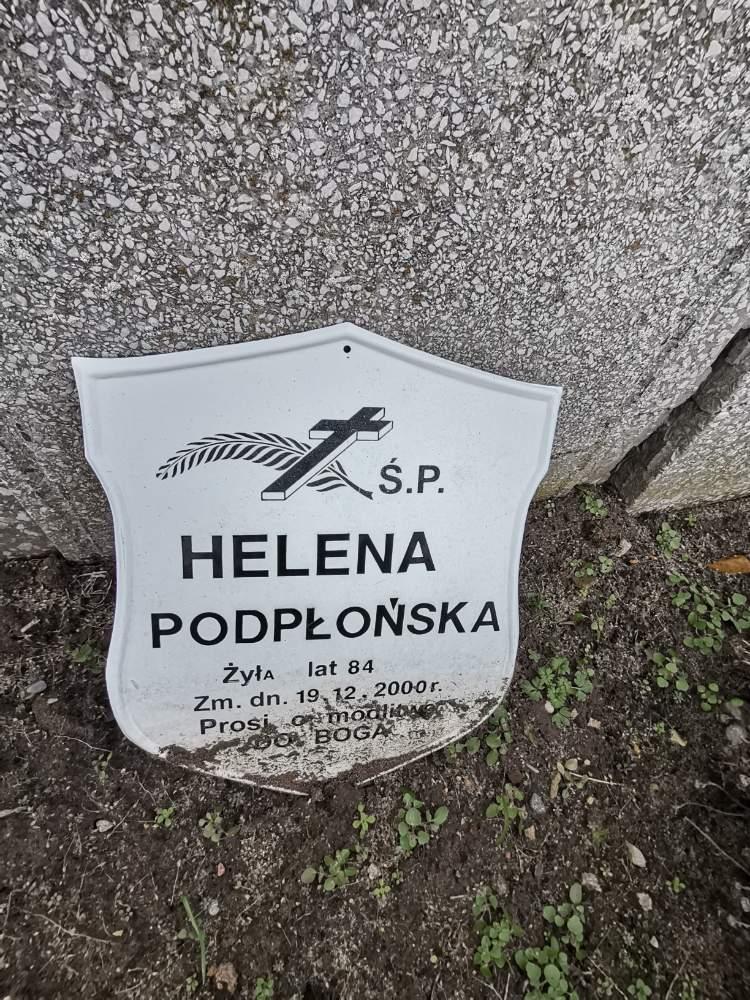 Ś.P.
HELENA
PODPŁOŃSKA
Żyła lat 84
Zm. dn. 19.12.2000r.
Prosi o modlitwę
DO BOGA